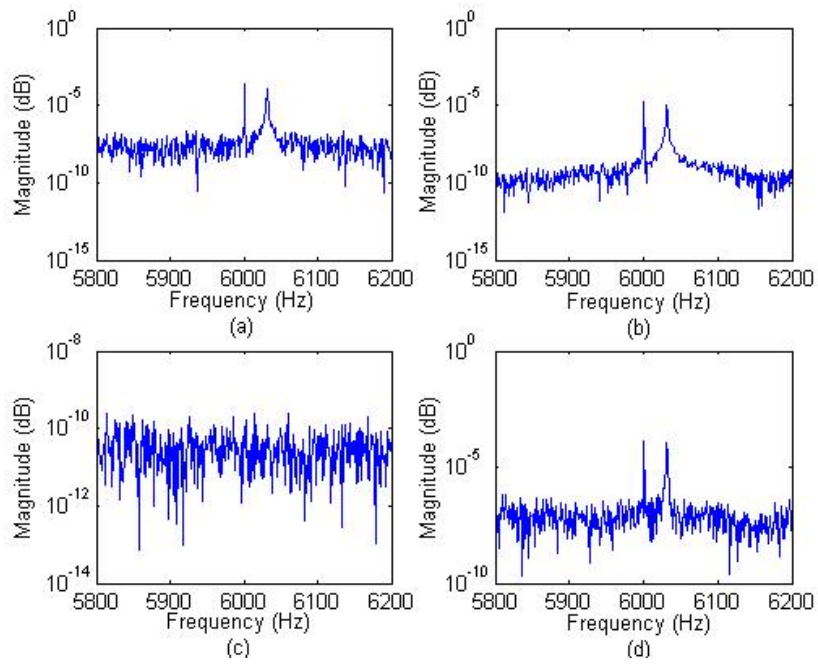 10^0
10^-5
10^-10
10^-15
Magnitude (dB)
5800 5900 6000 6100 6200
Frequency (Hz)
(a)
10^0
10^-5
10^-10
10^-15
Magnitude (dB)
5800 5900 6000 6100 6200
Frequency (Hz)
(b)
10^-8
10^-10
10^-12
10^-14
Magnitude (dB)
5800 5900 6000 6100 6200
Frequency (Hz)
(c)
10^0
10^-5
10^-10
Magnitude (dB)
5800 5900 6000 6100 6200
Frequency (Hz)
(d)